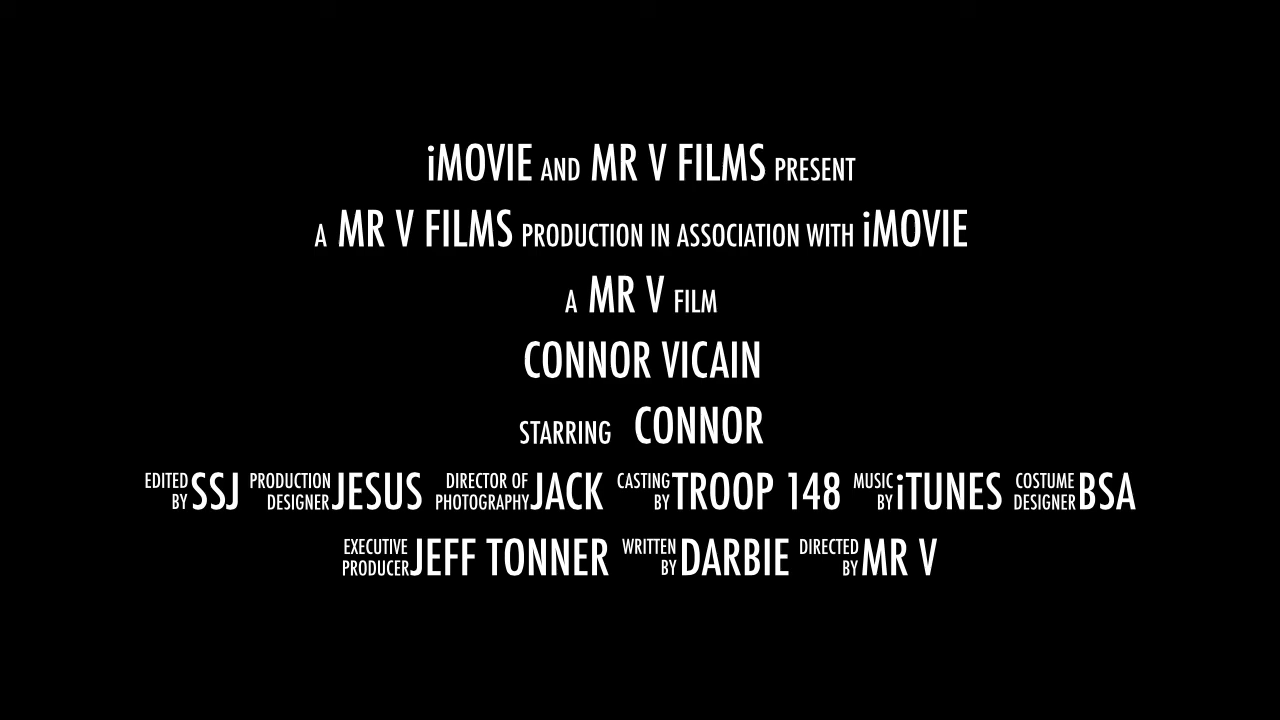 iMOVIE AND MR V FILMS PRESENT
A MR V FILMS PRODUCTION IN ASSOCIATION WITH iMOVIE
A MR V FILM
CONNOR VICAIN
STARRING CONNOR
EDITED BY SSJ PRODUCTION DESIGNER JESUS DIRECTOR OF PHOTOGRAPHY JACK CASTING BY TROOP 148 MUSIC BY iTUNES COSTUME DESIGNER BSA
EXECUTIVE PRODUCER JEFF TONNER WRITTEN BY DARBIE DIRECTED BY MR V